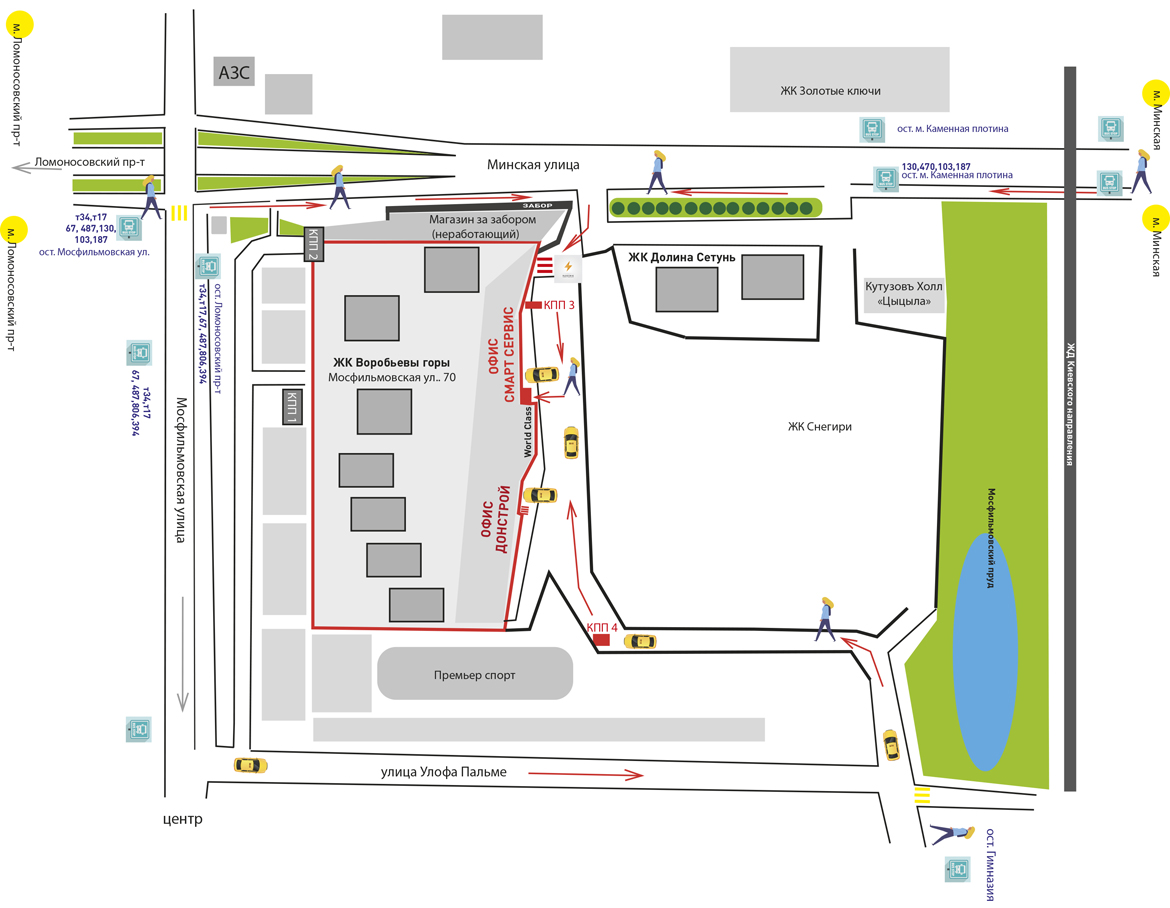 м. Ломоносовский пр-т
АЗС
ЖК Золотые ключи
м. Минская
ост. м. Каменная плотина
Ломоносовский пр-т
Минская улица
130,470,103,187
ост. м. Каменная плотина
ЗАБОР
м. Ломоносовский пр-т
т34,т17
67, 487,130,
103,187
ост. Мосфильмовская ул.
Магазин за забором
(неработающий)
м. Минская
КПП 2
ЖК Долина Сетунь
Кутузовъ Холл
«Цыцыла»
КПП 3
ост. Ломоносовский пр-т
т34,т17,67, 487,806,394
ОФИС
СМАРТ СЕРВИС
ЖК Воробьевы горы
Мосфильмовская ул.. 70
т34,т17
67, 487,806,394
КПП 1
World Class
ЖК Снегири
ЖД Киевского направления
Мосфильмовская улица
ОФИС
ДОНСТРОЙ
Мосфильмовский пруд
КПП 4
Премьер спорт
улица Улофа Пальме
центр
ост. Гимназия